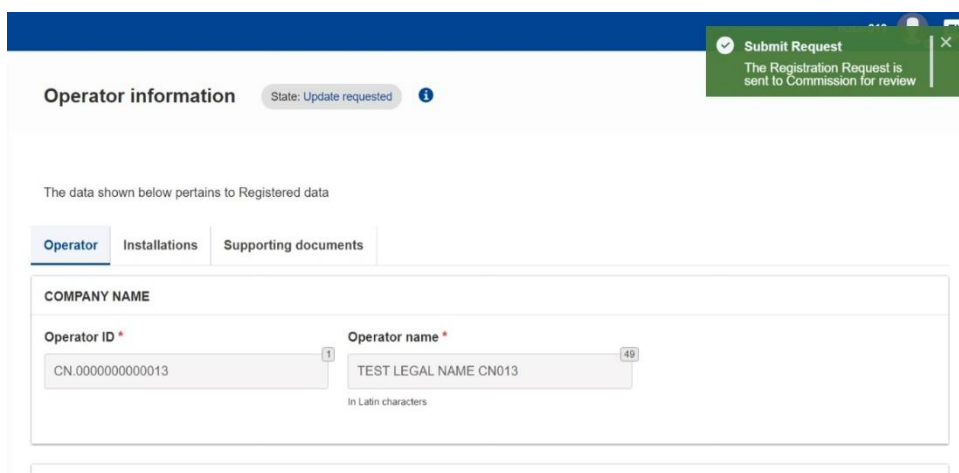 Submit Request
The Registration Request is
sent to Commission for review
Operator information
State: Update requested
The data shown below pertains to Registered data
Operator
Installations
Supporting documents
COMPANY NAME
Operator ID *
Operator name *
1
49
CN.0000000000013
TEST LEGAL NAME CN013
In Latin characters